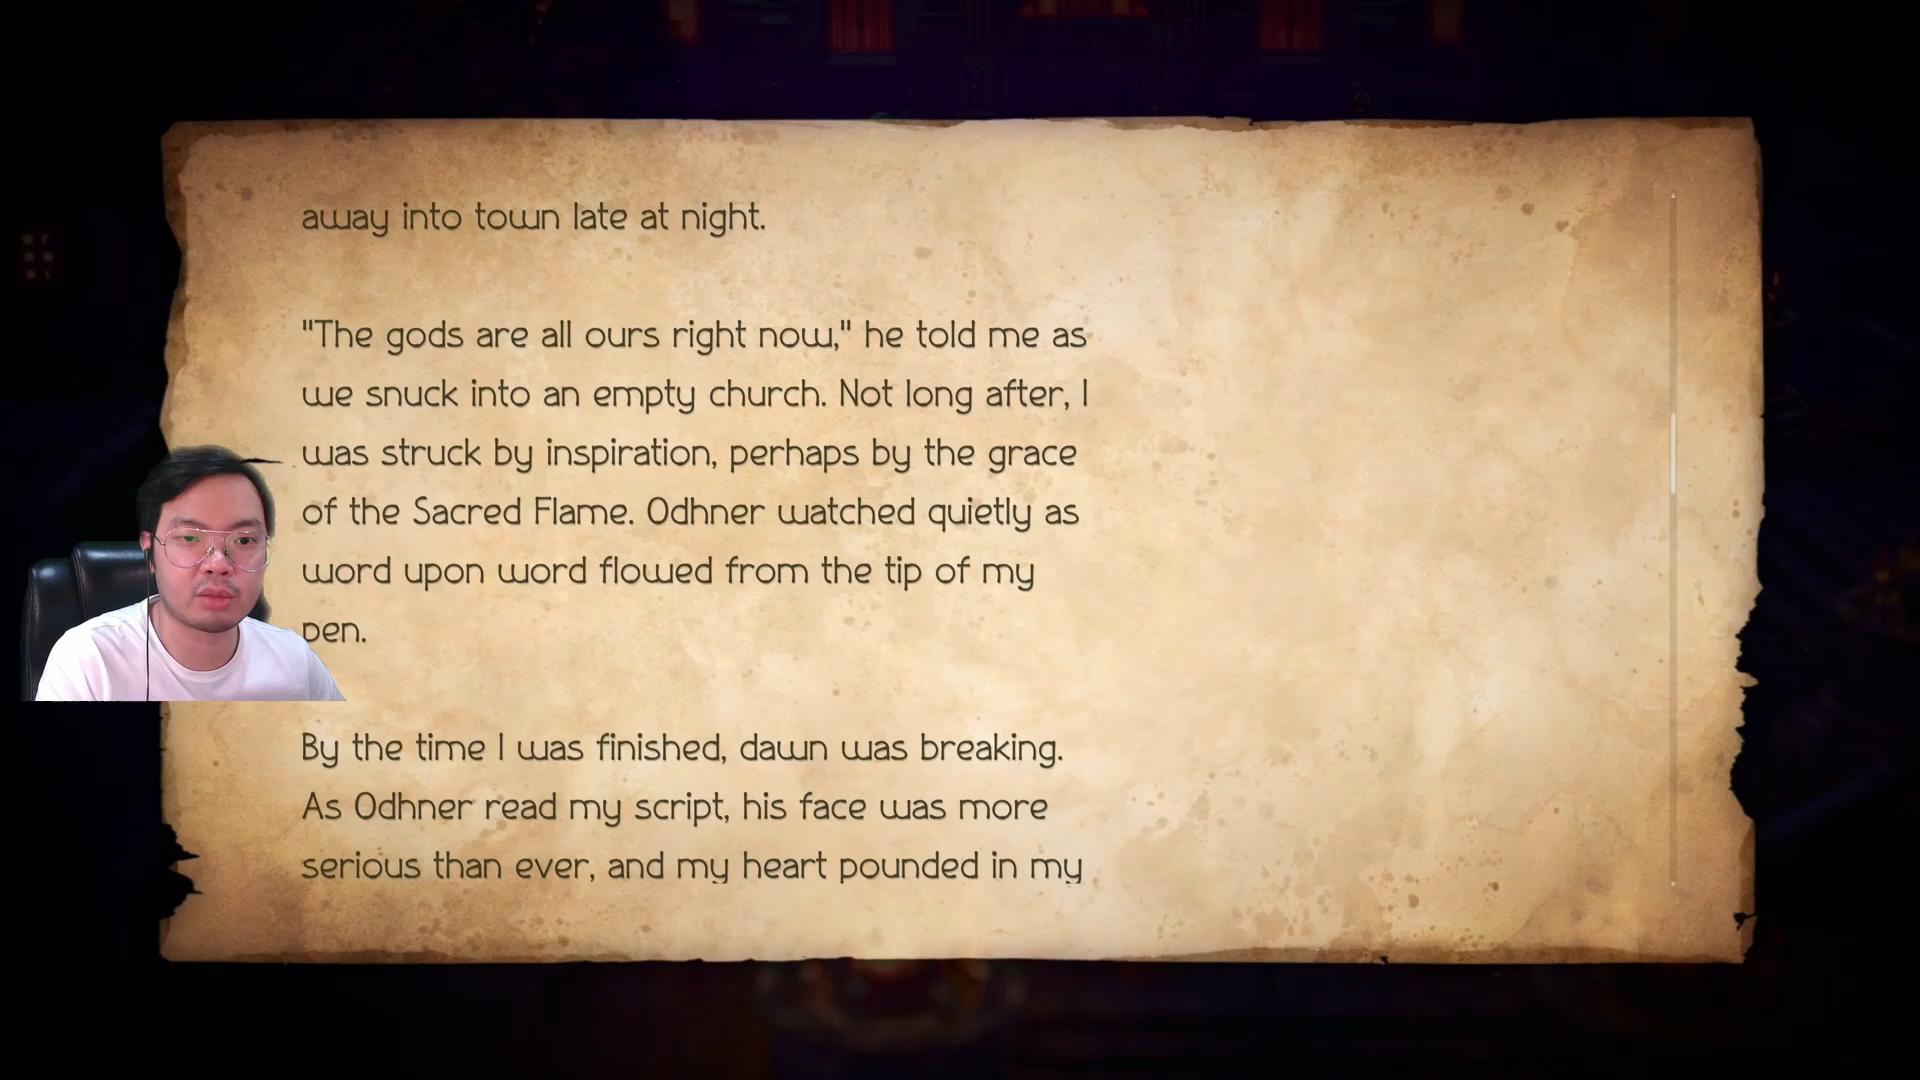 away into town late at night.
"The gods are all ours right now," he told me as
we snuck into an empty church. Not long after, I
was struck by inspiration, perhaps by the grace
of the Sacred Flame. Odhner watched quietly as
word upon word flowed from the tip of my
pen.
By the time I was finished, dawn was breaking.
As Odhner read my script, his face was more
serious than ever, and my heart pounded in my